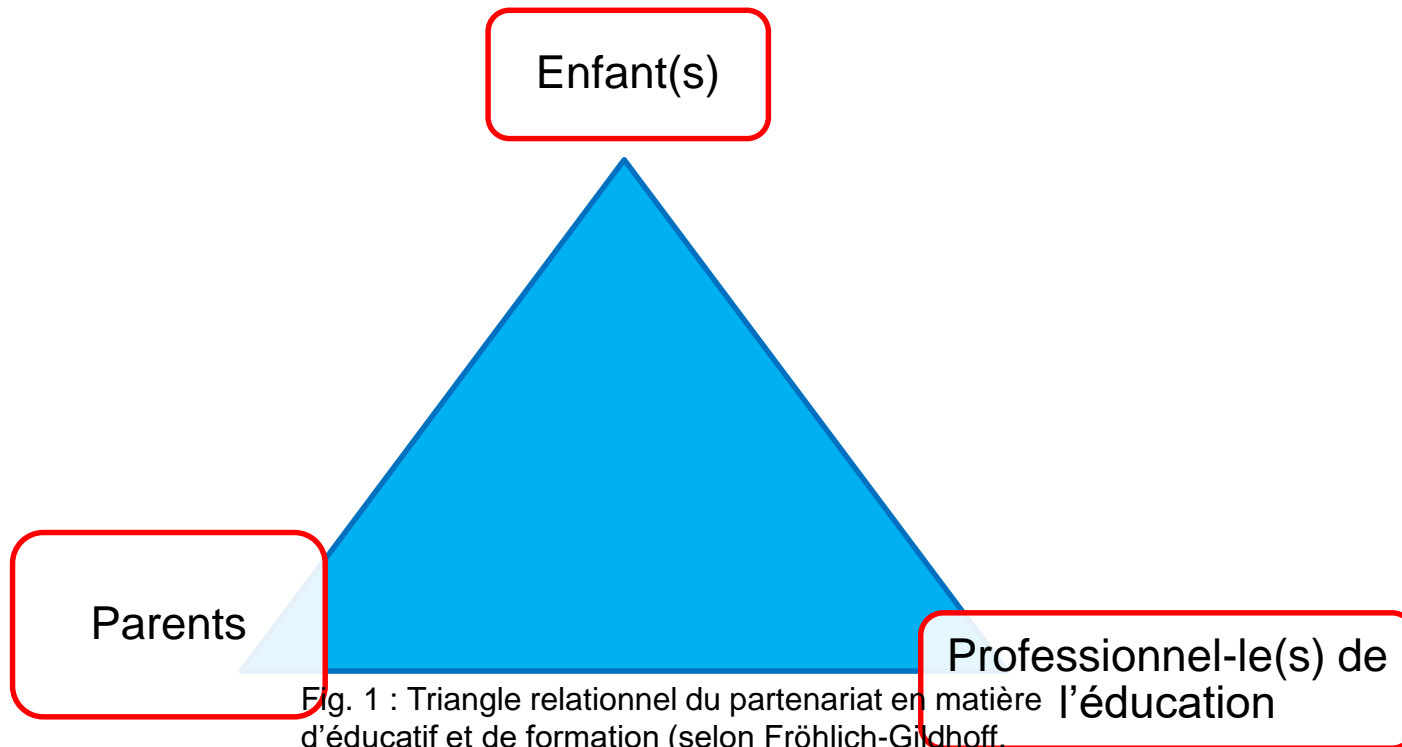 Enfant(s)
Parents
Professionnel-le(s) de
l’éducation
Fig. 1 : Triangle relationnel du partenariat en matière
d’éducatif et de formation (selon Fröhlich-Gildhoff,